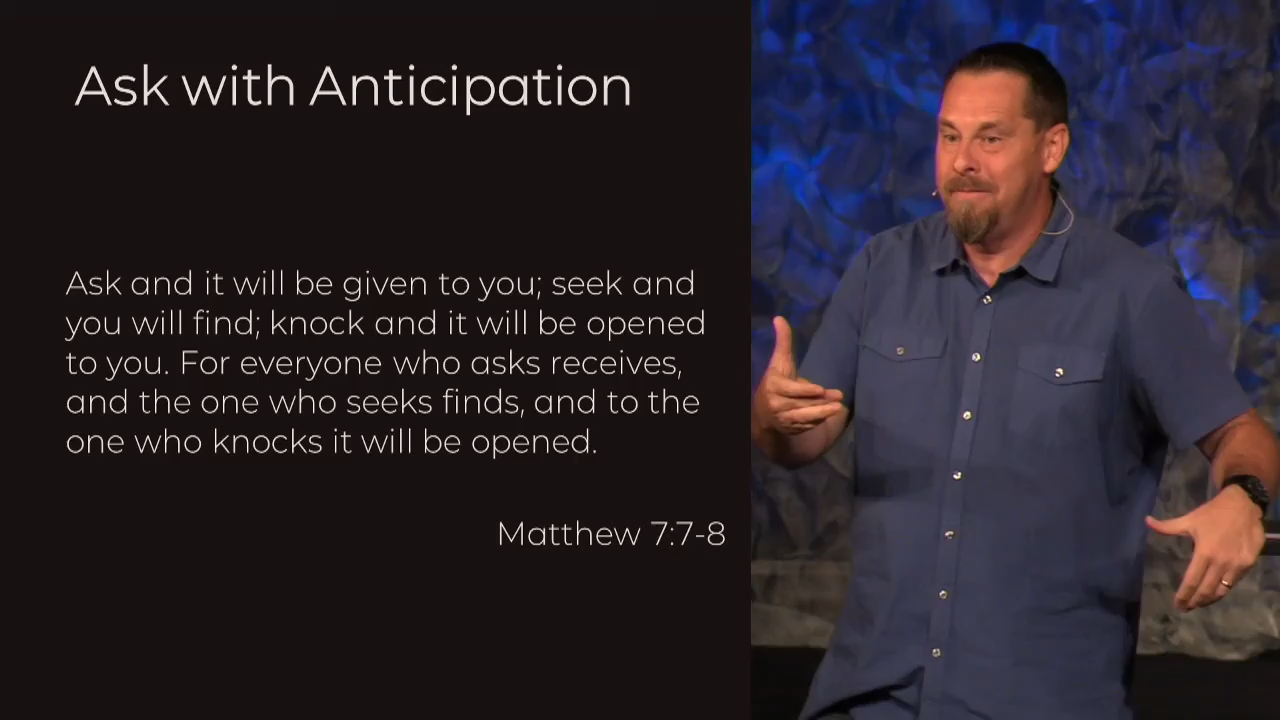 Ask with Anticipation
Ask and it will be given to you; seek and
you will find; knock and it will be opened
to you. For everyone who asks receives,
and the one who seeks finds, and to the
one who knocks it will be opened.
Matthew 7:7-8